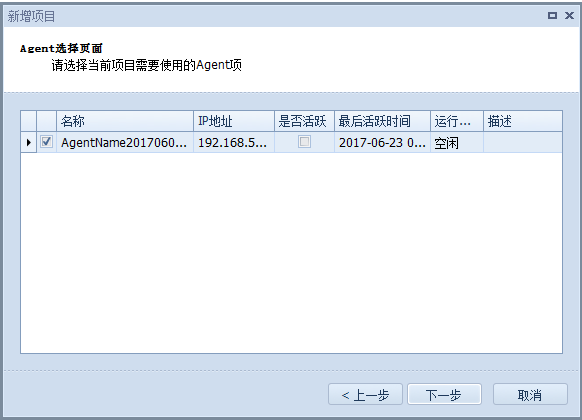 新增项目
Agent选择页面
请选择当前项目需要使用的Agent项
名称 IP地址 是否活跃 最后活跃时间 运行... 描述
AgentName2017060... 192.168.5... 2017-06-23 0... 空闲
< 上一步 下一步 取消